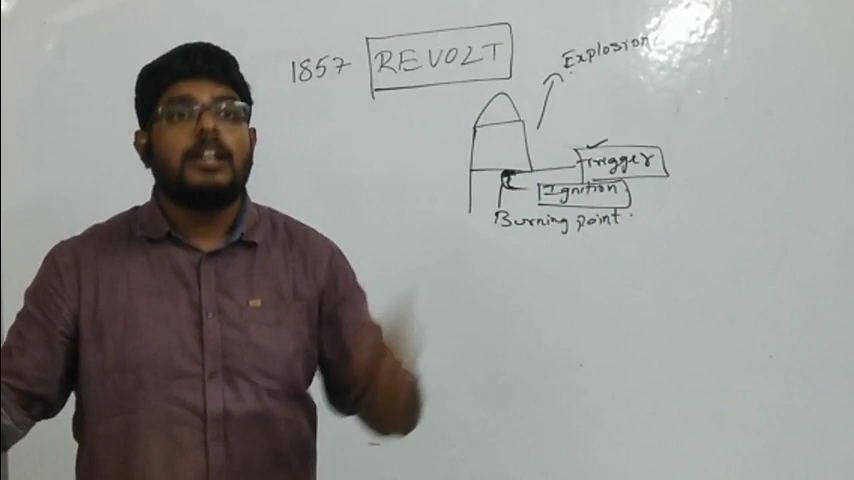 1857 REVOLT
Explosion
Trigger
Ignition
Burning point.